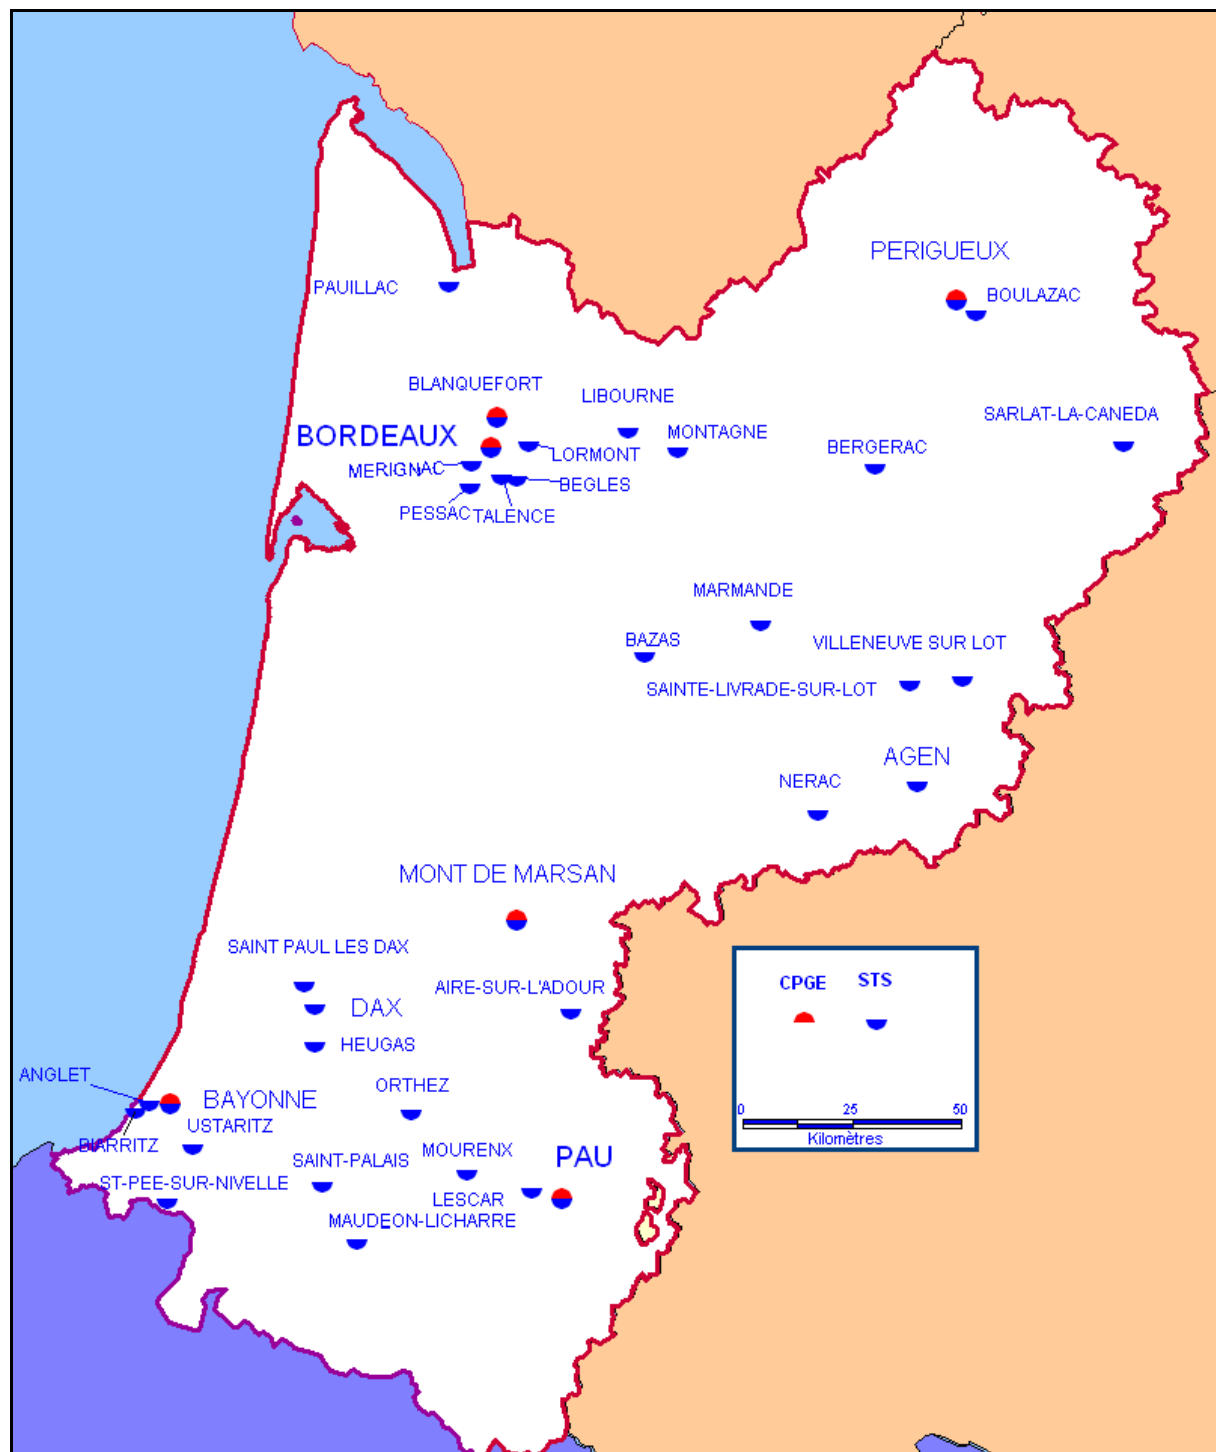 PERIGUEUX
PAUILLAC
BOULAZAC
BLANQUEFORT
LIBOURNE
SARLAT-LA-CANEDA
BORDEAUX
MONTAGNE
LORMONT
BERGERAC
MERIGNAC
BEGLES
PESSAC
TALENCE
MARMANDE
BAZAS
VILLENEUVE SUR LOT
SAINTE-LIVRADE-SUR-LOT
AGEN
NERAC
MONT DE MARSAN
SAINT PAUL LES DAX
AIRE-SUR-L'ADOUR
CPGE
STS
DAX
HEUGAS
ANGLET
ORTHEZ
BAYONNE
0 25 50
Kilomètres
USTARITZ
BIARRITZ
MOURENX
PAU
SAINT-PALAIS
ST-PEE-SUR-NIVELLE
LESCAR
MAUDEON-LICHARRE